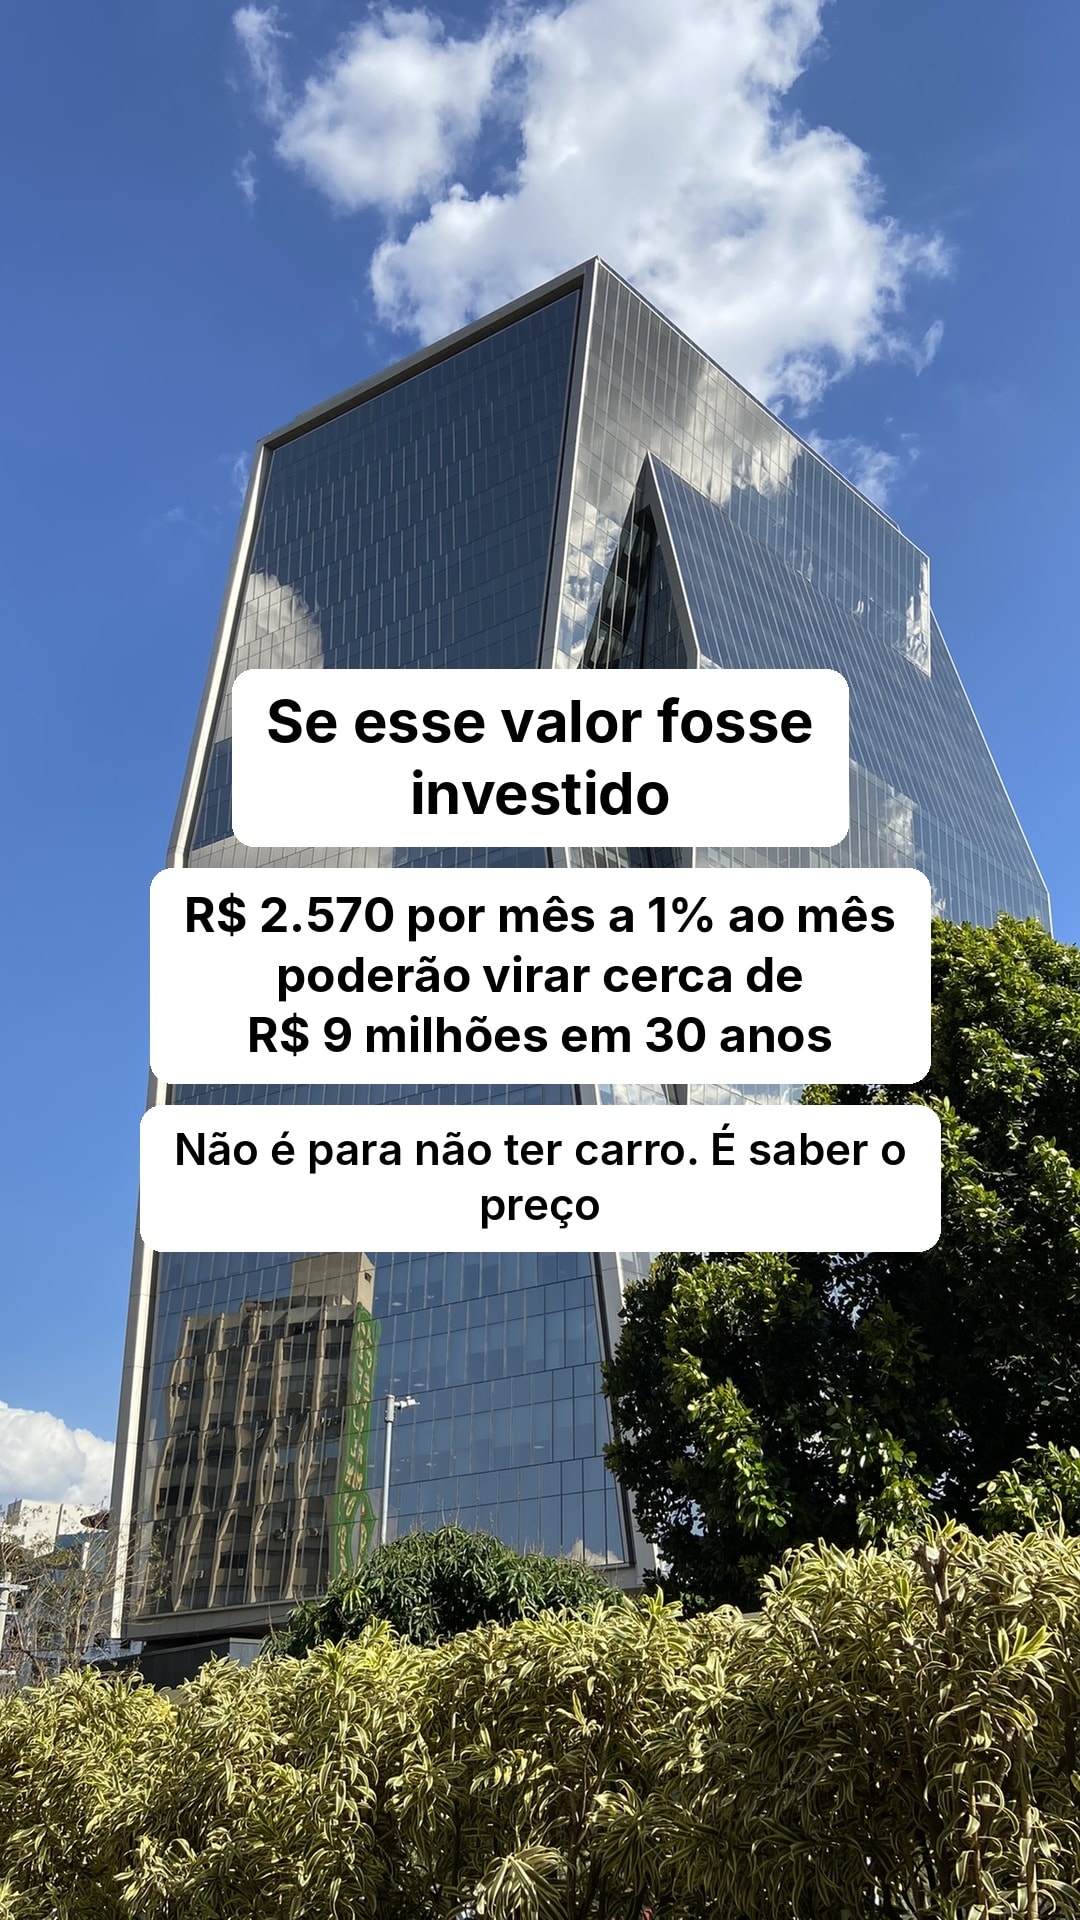 Se esse valor fosse
investido
R$ 2.570 por mês a 1% ao mês
poderão virar cerca de
R$ 9 milhões em 30 anos
Não é para não ter carro. É saber o
preço